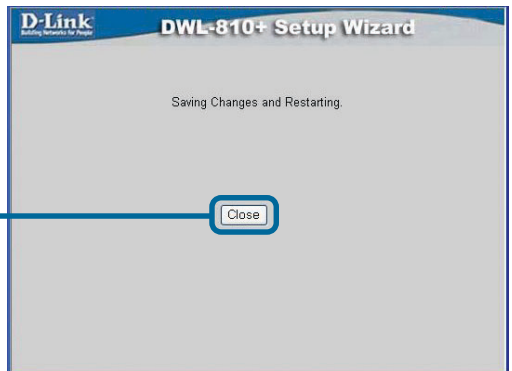 D-Link
Building Networks for People
DWL-810+ Setup Wizard
Saving Changes and Restarting.
Close